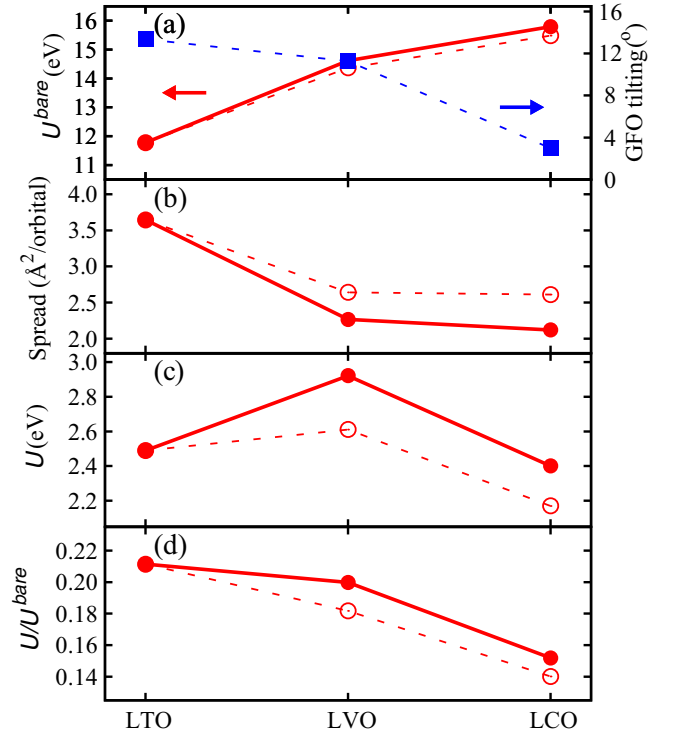 (a)
U^bare (eV)
16
15
14
13
12
11
16
12
8
4
0
GFO tilting(°)
(b)
Spread (Å²/orbital)
4.0
3.5
3.0
2.5
2.0
(c)
U(eV)
3.0
2.8
2.6
2.4
2.2
(d)
U/U^bare
0.22
0.20
0.18
0.16
0.14
LTO LVO LCO